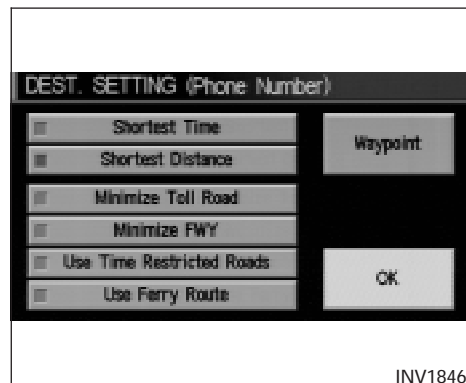 DEST. SETTING (Phone Number)
Shortest Time
Shortest Distance
Waypoint
Minimize Toll Road
Minimize FWY
Use Time Restricted Roads
Use Ferry Route
OK
INV1846